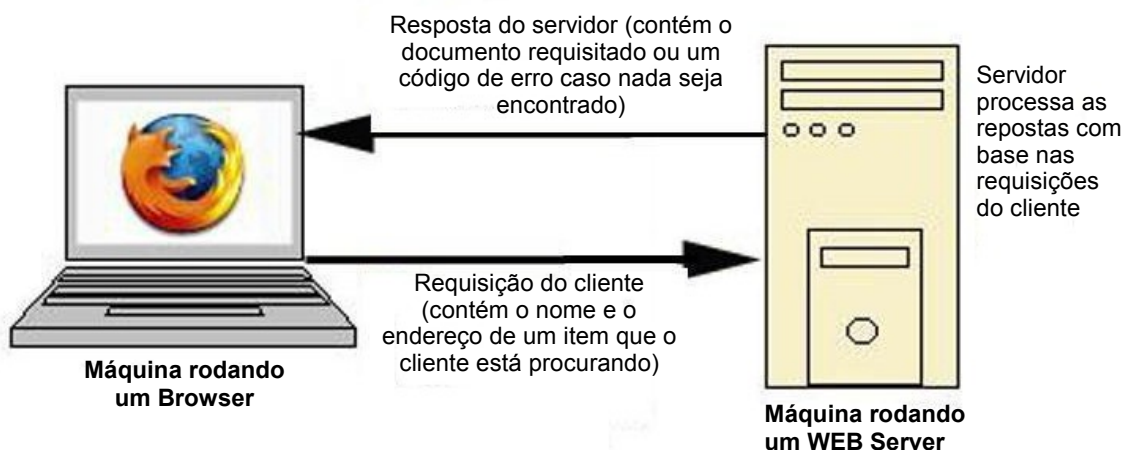 Resposta do servidor (contém o
documento requisitado ou um
código de erro caso nada seja
encontrado)
Servidor
processa as
repostas com
base nas
requisições
do cliente
Requisição do cliente
(contém o nome e o
endereço de um item que o
cliente está procurando)
Máquina rodando
um Browser
Máquina rodando
um WEB Server